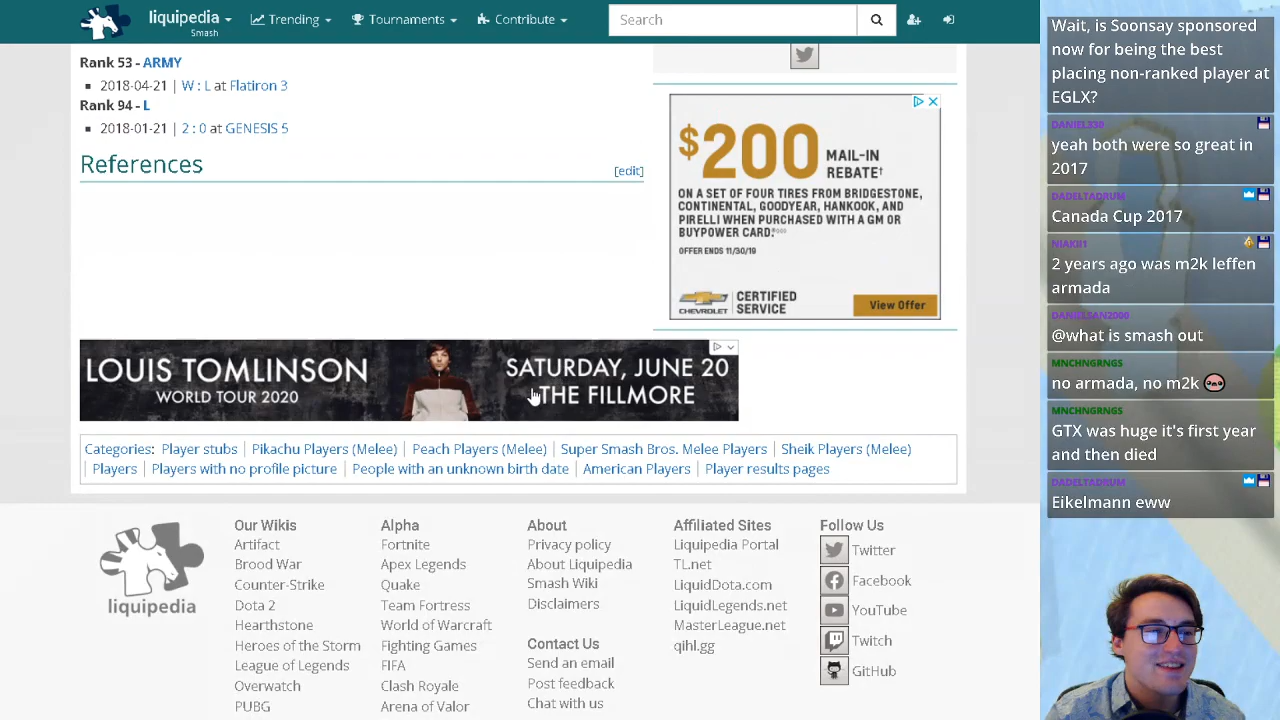 liquipedia
Smash
Trending
Tournaments
Contribute
Search
Rank 53 - ARMY
2018-04-21 | W : L at Flatiron 3
Rank 94 - L
2018-01-21 | 2 : 0 at GENESIS 5
References
[edit]
$200 MAIL-IN REBATE†
ON A SET OF FOUR TIRES FROM BRIDGESTONE,
CONTINENTAL, GOODYEAR, HANKOOK, AND
PIRELLI WHEN PURCHASED WITH A GM OR
BUYPOWER CARD.
OFFER ENDS 11/30/19
CHEVROLET
CERTIFIED SERVICE
View Offer
LOUIS TOMLINSON
WORLD TOUR 2020
SATURDAY, JUNE 20
THE FILLMORE
Categories: Player stubs | Pikachu Players (Melee) | Peach Players (Melee) | Super Smash Bros. Melee Players | Sheik Players (Melee)
| Players | Players with no profile picture | People with an unknown birth date | American Players | Player results pages
liquipedia
Our Wikis
Artifact
Brood War
Counter-Strike
Dota 2
Hearthstone
Heroes of the Storm
League of Legends
Overwatch
PUBG
Alpha
Fortnite
Apex Legends
Quake
Team Fortress
World of Warcraft
Fighting Games
FIFA
Clash Royale
Arena of Valor
About
Privacy policy
About Liquipedia
Smash Wiki
Disclaimers
Contact Us
Send an email
Post feedback
Chat with us
Affiliated Sites
Liquipedia Portal
TL.net
LiquidDota.com
LiquidLegends.net
MasterLeague.net
qihl.gg
Follow Us
Twitter
Facebook
YouTube
Twitch
GitHub
Wait, is Soonsay sponsored
now for being the best
placing non-ranked player at
EGLX?
DANIEL330
yeah both were so great in
2017
DADELTADRUM
Canada Cup 2017
NIAKII1
2 years ago was m2k leffen
armada
DANIELSAN2000
@what is smash out
MNCHNGRNGS
no armada, no m2k
MNCHNGRNGS
GTX was huge it's first year
and then died
DADELTADRUM
Eikelmann eww